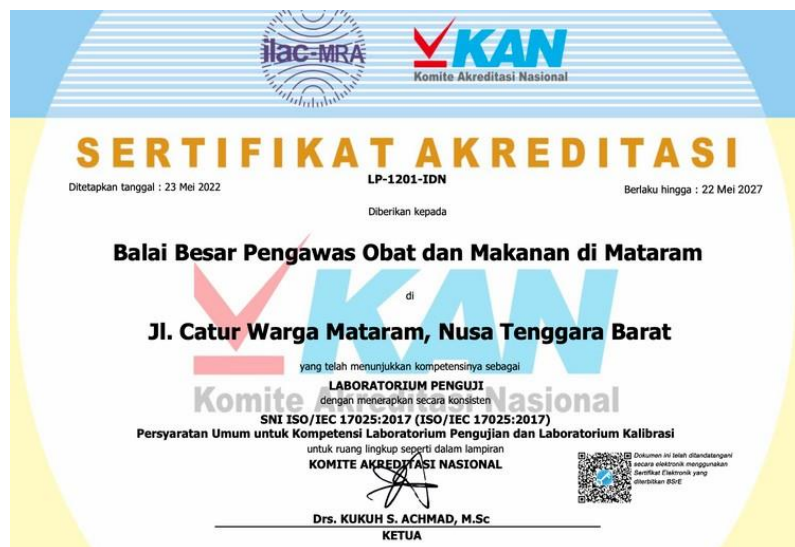 ilac-MRA
KAN
Komite Akreditasi Nasional
SERTIFIKAT AKREDITASI
LP-1201-IDN
Ditetapkan tanggal : 23 Mei 2022
Berlaku hingga : 22 Mei 2027
Diberikan kepada
Balai Besar Pengawas Obat dan Makanan di Mataram
di
Jl. Catur Warga Mataram, Nusa Tenggara Barat
yang telah menunjukkan kompetensinya sebagai
LABORATORIUM PENGUJI
dengan menerapkan secara konsisten
SNI ISO/IEC 17025:2017 (ISO/IEC 17025:2017)
Persyaratan Umum untuk Kompetensi Laboratorium Pengujian dan Laboratorium Kalibrasi
untuk ruang lingkup seperti dalam lampiran
KOMITE AKREDITASI NASIONAL
Drs. KUKUH S. ACHMAD, M.Sc
KETUA
Dokumen ini telah ditandatangani
secara elektronik menggunakan
Sertifikat Elektronik yang
diterbitkan BSrE
KAN
Komite Akreditasi Nasional